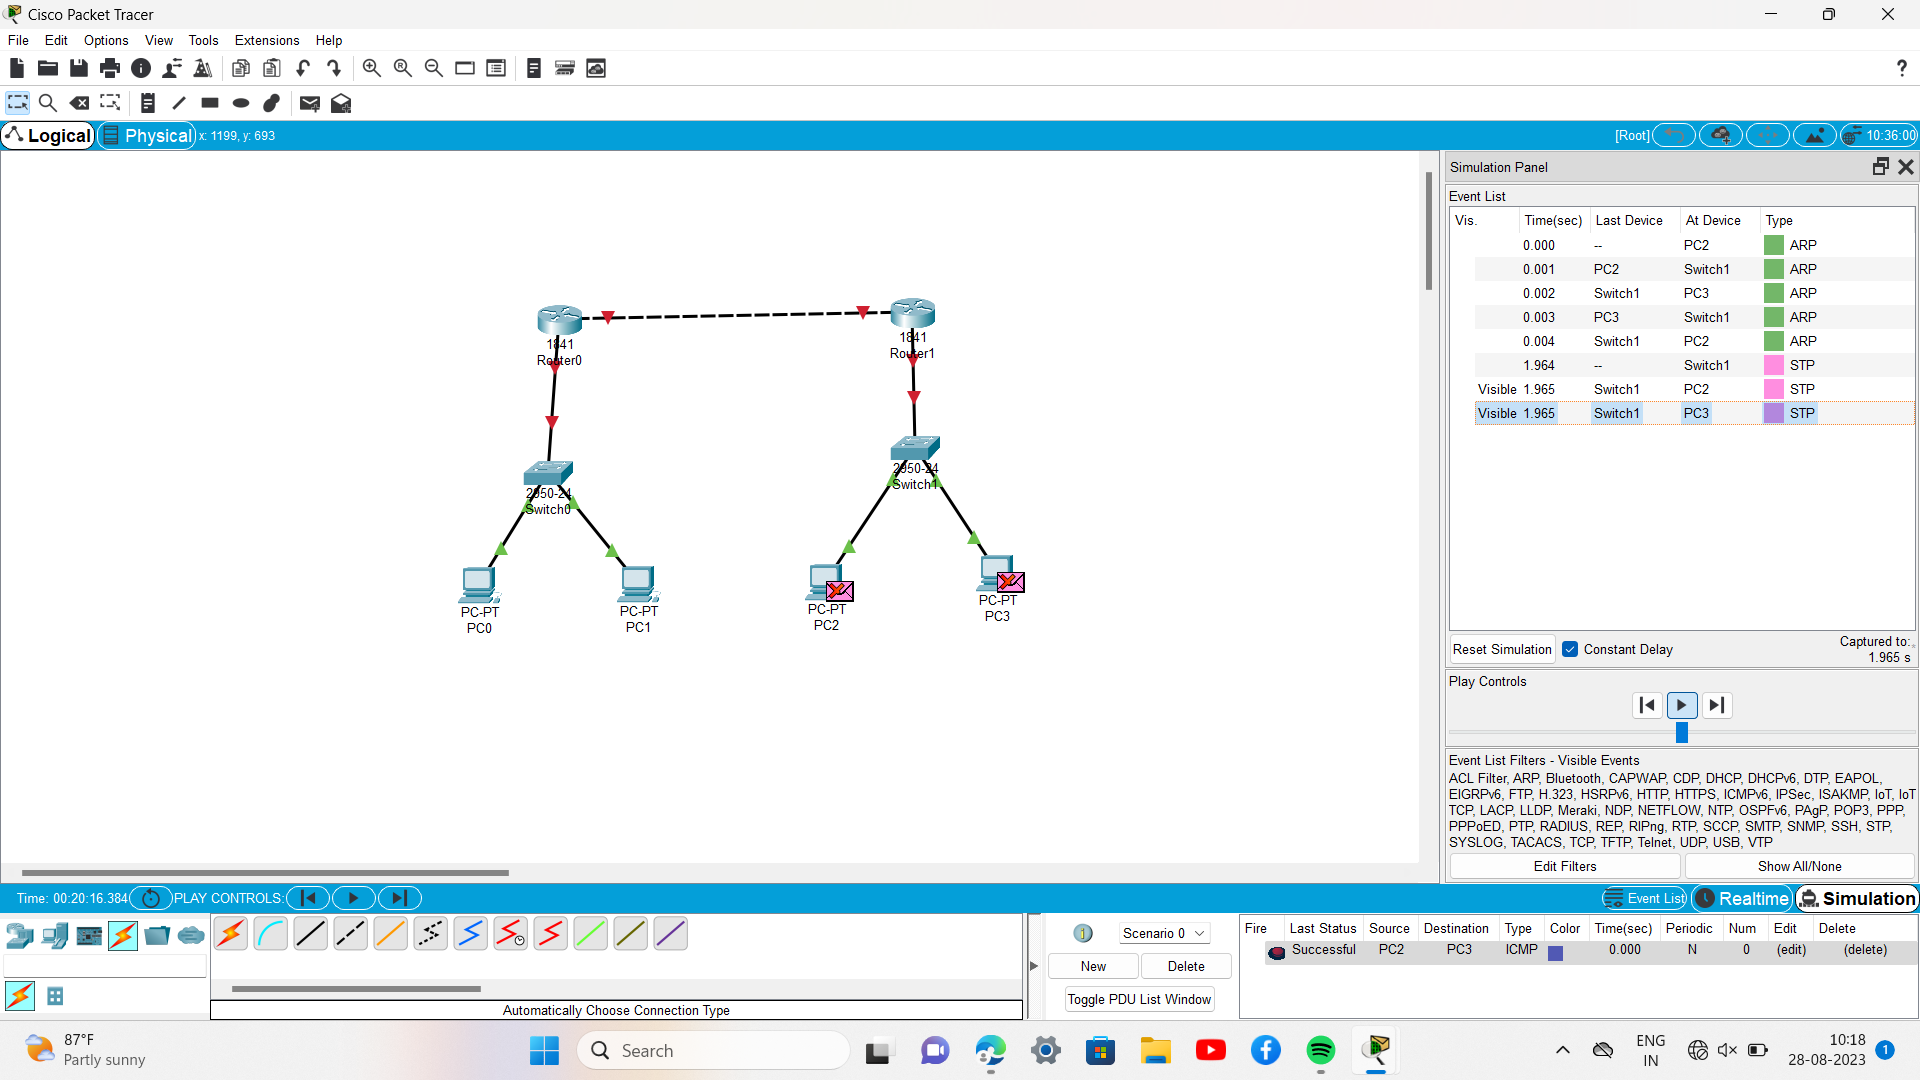 Cisco Packet Tracer
File Edit Options View Tools Extensions Help
?
Logical Physical x: 1199, y: 693
[Root] 10:36:00
1841
Router0
1841
Router1
2950-24
Switch0
2950-24
Switch1
PC-PT
PC0
PC-PT
PC1
PC-PT
PC2
PC-PT
PC3
Simulation Panel
Event List
Vis. Time(sec) Last Device At Device Type
0.000 -- PC2 ARP
0.001 PC2 Switch1 ARP
0.002 Switch1 PC3 ARP
0.003 PC3 Switch1 ARP
0.004 Switch1 PC2 ARP
1.964 -- Switch1 STP
Visible 1.965 Switch1 PC2 STP
Visible 1.965 Switch1 PC3 STP
Reset Simulation Constant Delay
Captured to:
1.965 s
Play Controls
Event List Filters - Visible Events
ACL Filter, ARP, Bluetooth, CAPWAP, CDP, DHCP, DHCPv6, DTP, EAPOL,
EIGRPv6, FTP, H.323, HSRPv6, HTTP, HTTPS, ICMPv6, IPSec, ISAKMP, IoT, IoT
TCP, LACP, LLDP, Meraki, NDP, NETFLOW, NTP, OSPFv6, PAgP, POP3, PPP,
PPPoED, PTP, RADIUS, REP, RIPng, RTP, SCCP, SMTP, SNMP, SSH, STP,
SYSLOG, TACACS, TCP, TFTP, Telnet, UDP, USB, VTP
Edit Filters Show All/None
Time: 00:20:16.384 PLAY CONTROLS:
Event List Realtime Simulation
Automatically Choose Connection Type
1 Scenario 0
New Delete
Toggle PDU List Window
Fire Last Status Source Destination Type Color Time(sec) Periodic Num Edit Delete
Successful PC2 PC3 ICMP 0.000 N 0 (edit) (delete)
87°F
Partly sunny
Search
ENG
IN
10:18
28-08-2023
1